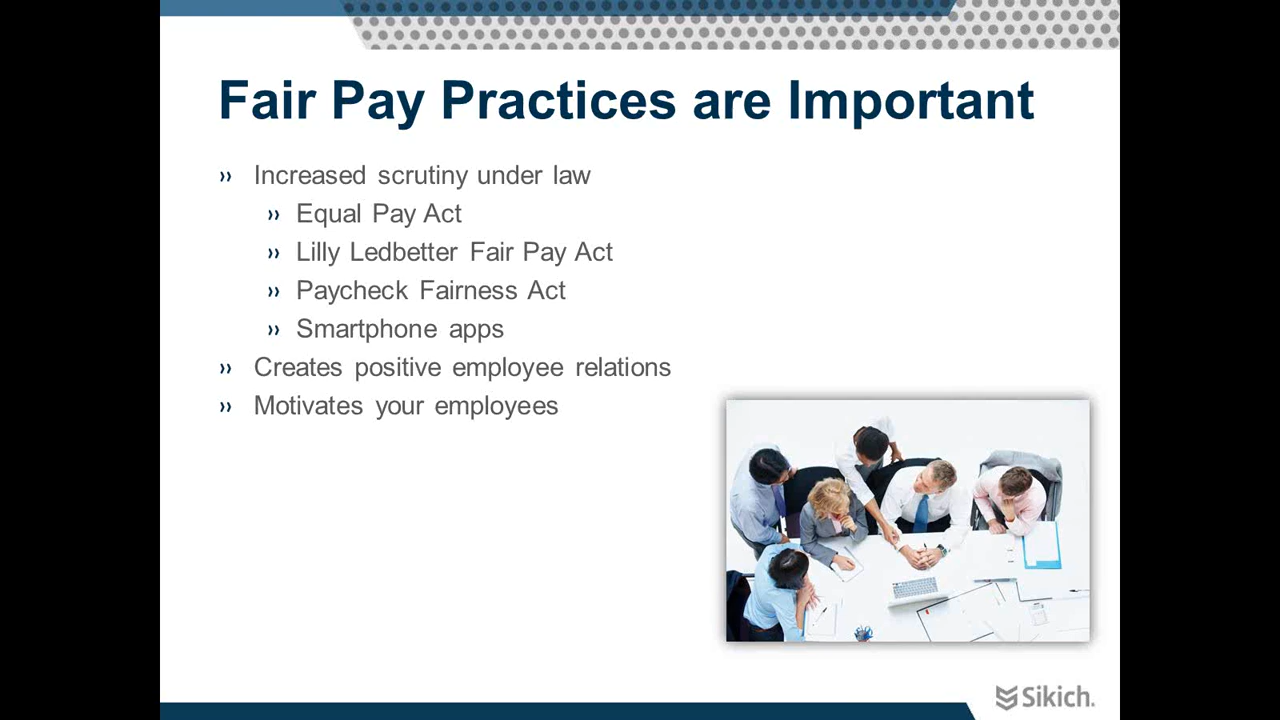 Fair Pay Practices are Important
» Increased scrutiny under law
» Equal Pay Act
» Lilly Ledbetter Fair Pay Act
» Paycheck Fairness Act
» Smartphone apps
» Creates positive employee relations
» Motivates your employees
Sikich.